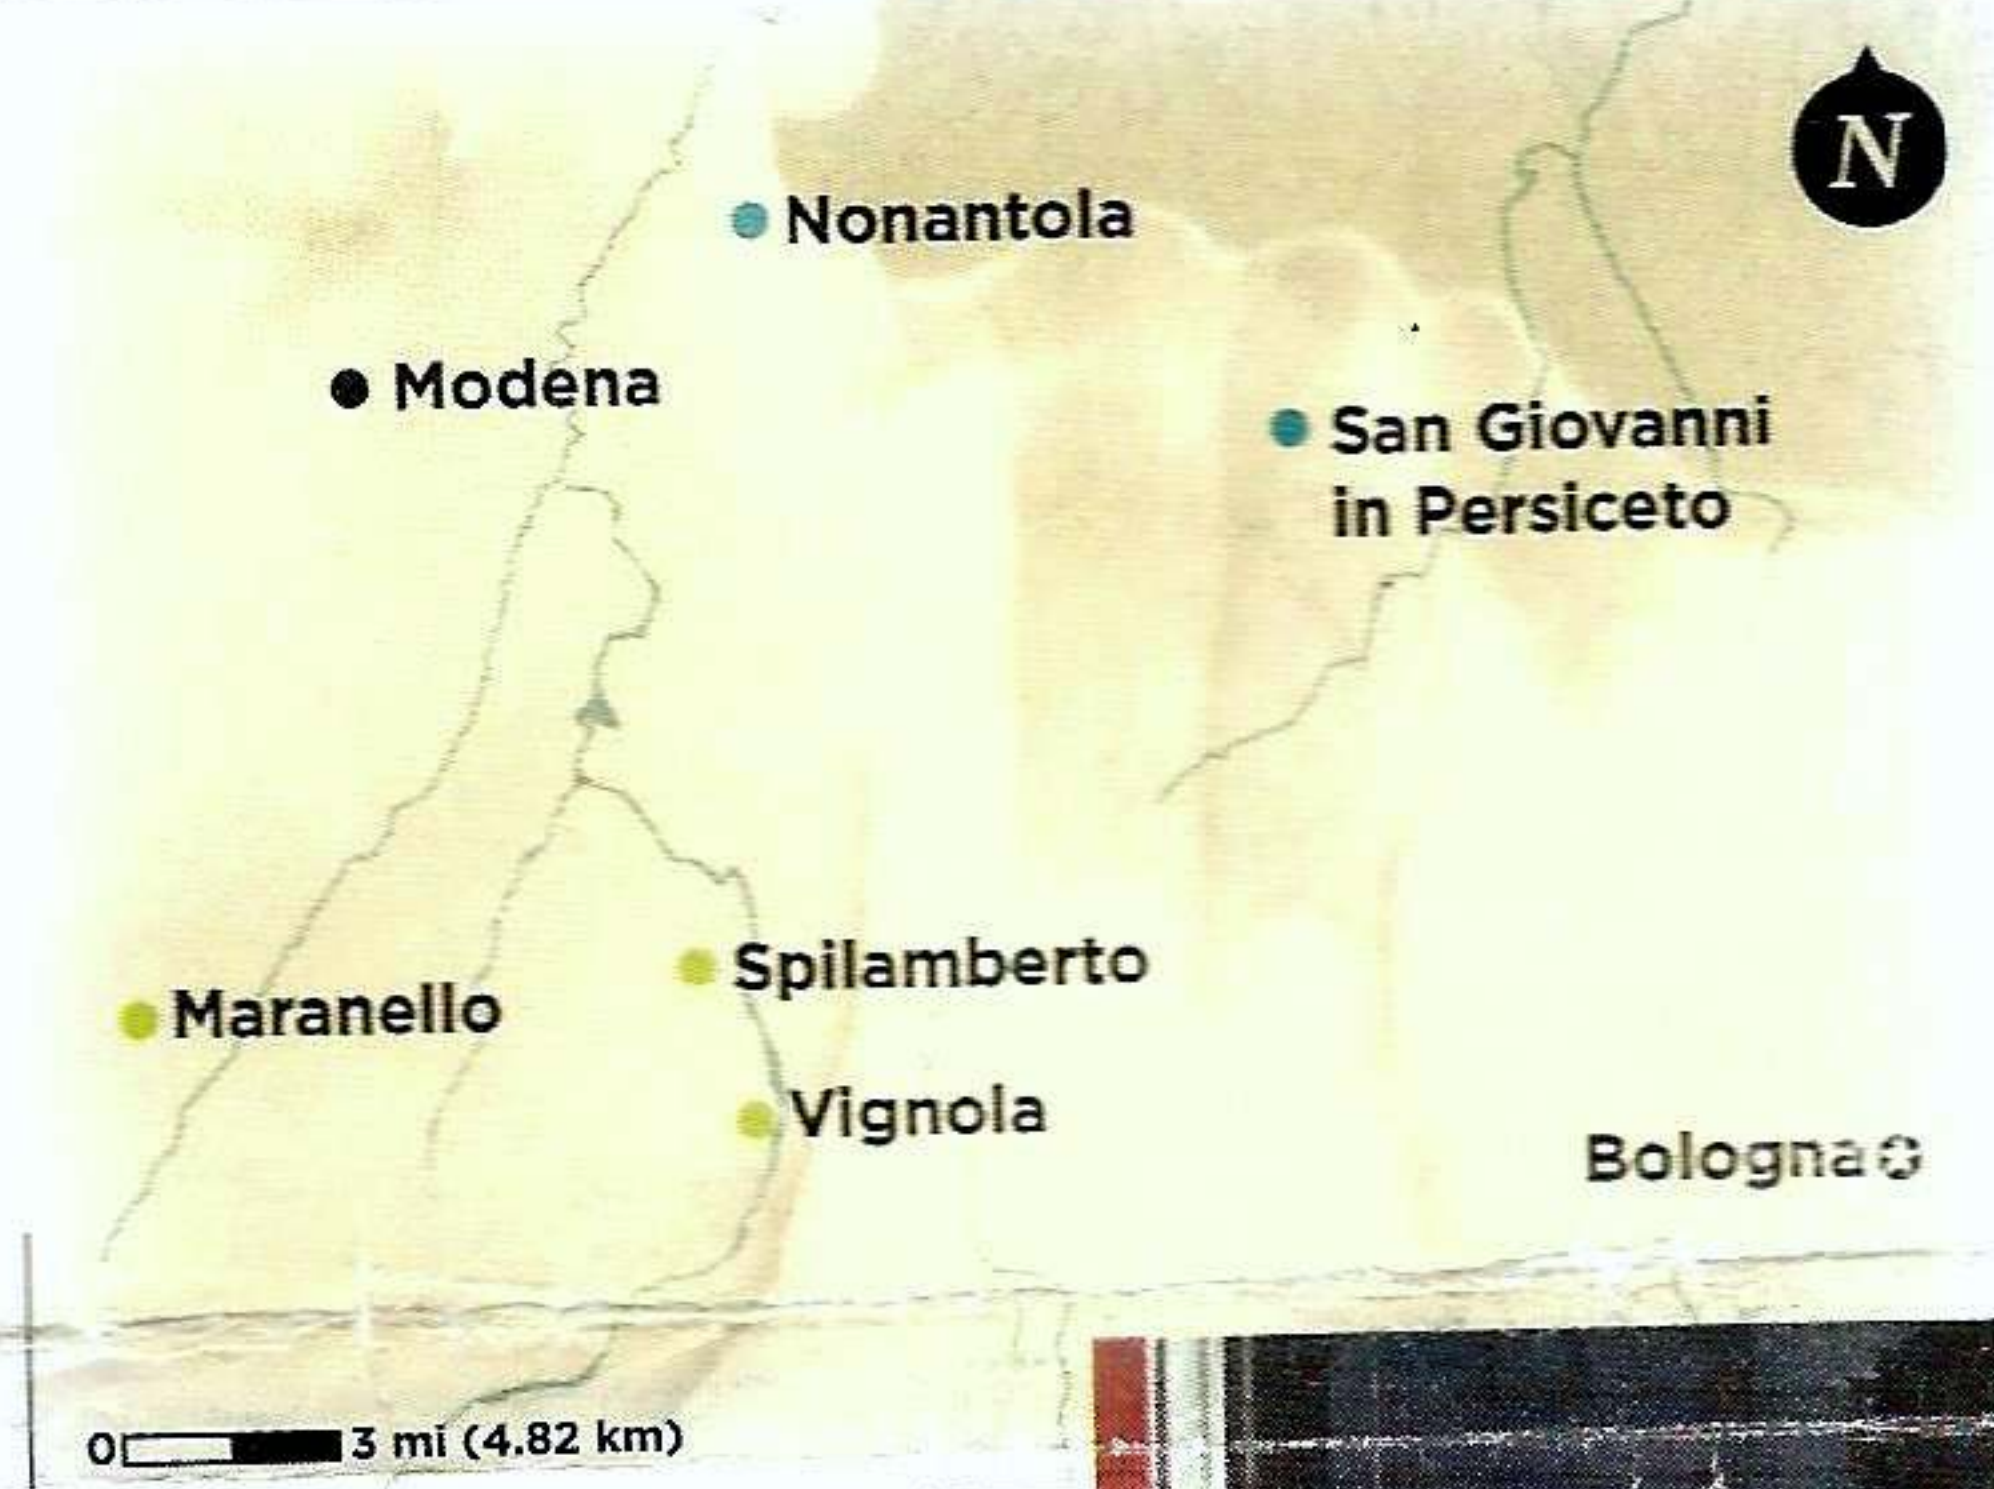 N
Nonantola
Modena
San Giovanni
in Persiceto
Spilamberto
Maranello
Vignola
Bologna
0 3 mi (4.82 km)